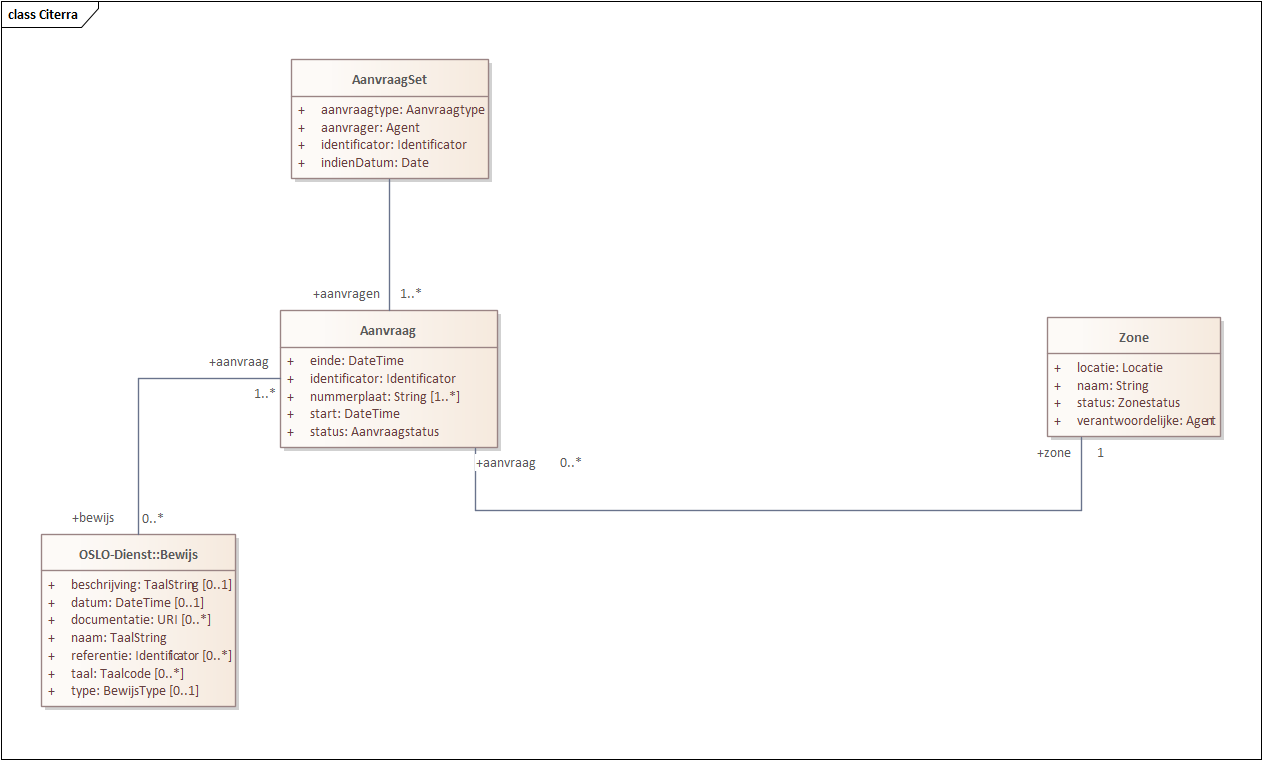 class Citerra
AanvraagSet
+ aanvraagtype: Aanvraagtype
+ aanvrager: Agent
+ identificator: Identificator
+ indienDatum: Date
+aanvragen 1..*
Aanvraag
+ einde: DateTime
+ identificator: Identificator
+ nummerplaat: String [1..*]
+ start: DateTime
+ status: Aanvraagstatus
Zone
+ locatie: Locatie
+ naam: String
+ status: Zonestatus
+ verantwoordelijke: Agent
+aanvraag
1..*
+aanvraag 0..*
+zone 1
+bewijs 0..*
OSLO-Dienst::Bewijs
+ beschrijving: TaalString [0..1]
+ datum: DateTime [0..1]
+ documentatie: URI [0..*]
+ naam: TaalString
+ referentie: Identificator [0..*]
+ taal: Taalcode [0..*]
+ type: BewijsType [0..1]